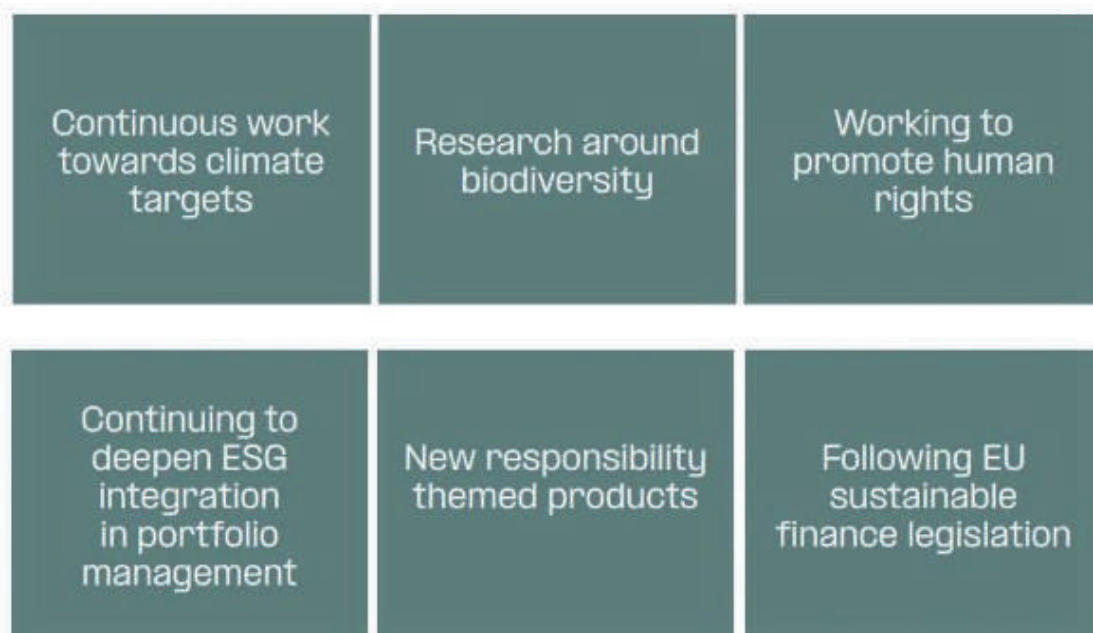 Continuous work
towards climate
targets
Research around
biodiversity
Working to
promote human
rights
Continuing to
deepen ESG
integration
in portfolio
management
New responsibility
themed products
Following EU
sustainable
finance legislation